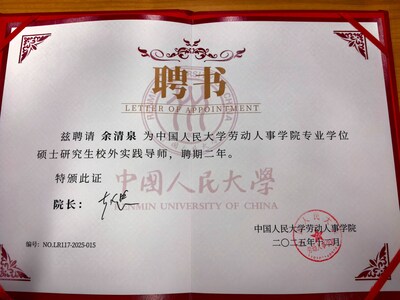 聘书
LETTER OF APPOINTMENT
兹聘请 余清泉 为中国人民大学劳动人事学院专业学位
硕士研究生校外实践导师，聘期二年。
特颁此证
中国人民大学
RENMIN UNIVERSITY OF CHINA
院长：
中国人民大学劳动人事学院
二〇二五年十二月
编号：NO.LR117-2025-015